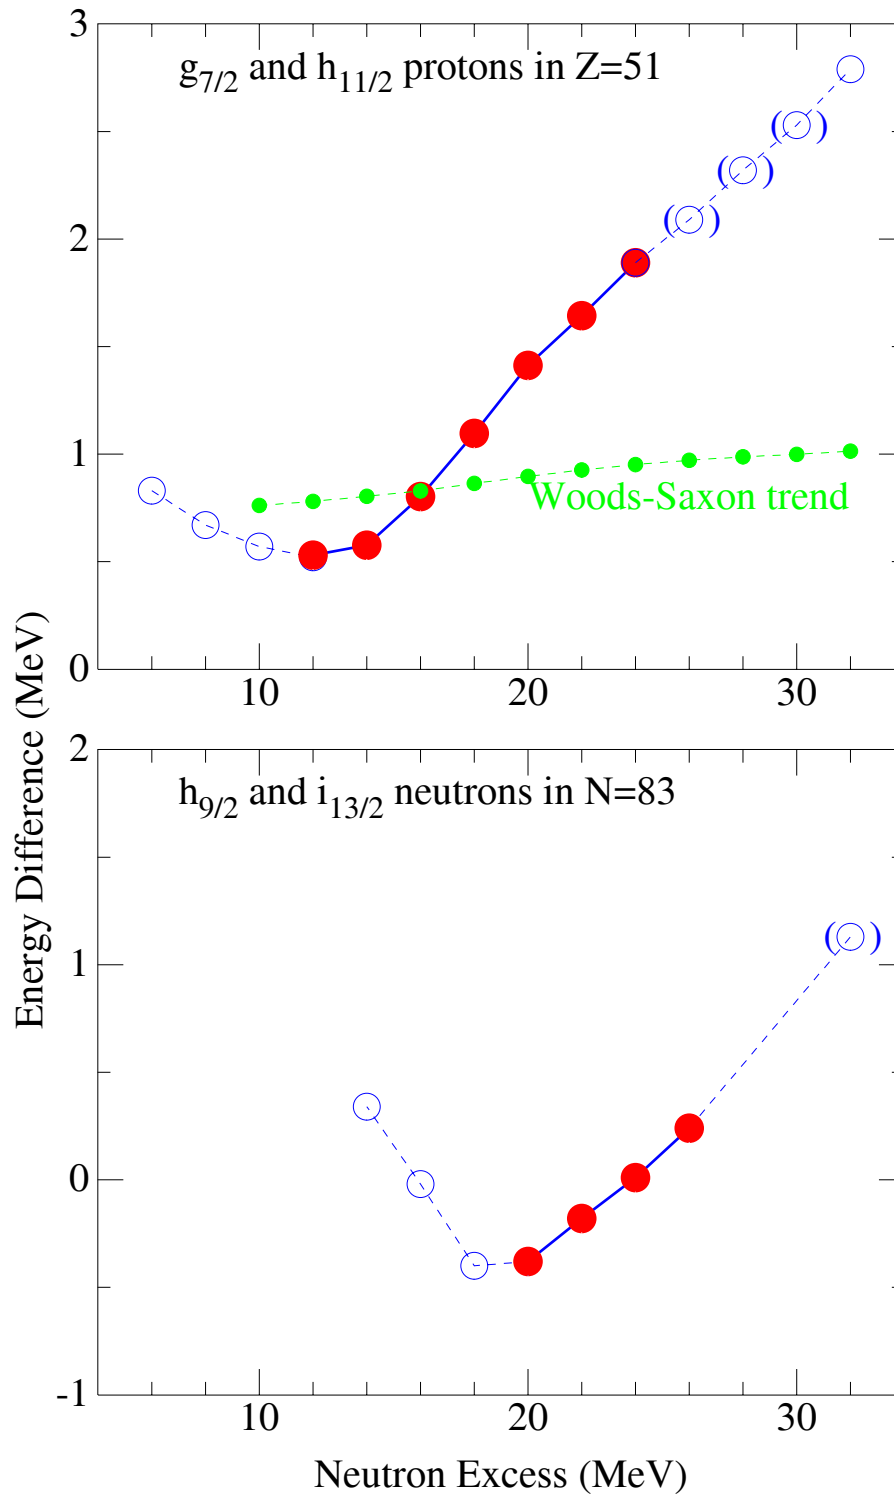 3
g7/2 and h11/2 protons in Z=51
( )
( )
( )
2
1
Woods-Saxon trend
0
10 20 30
Energy Difference (MeV)
2
h9/2 and i13/2 neutrons in N=83
( )
1
0
-1
10 20 30
Neutron Excess (MeV)